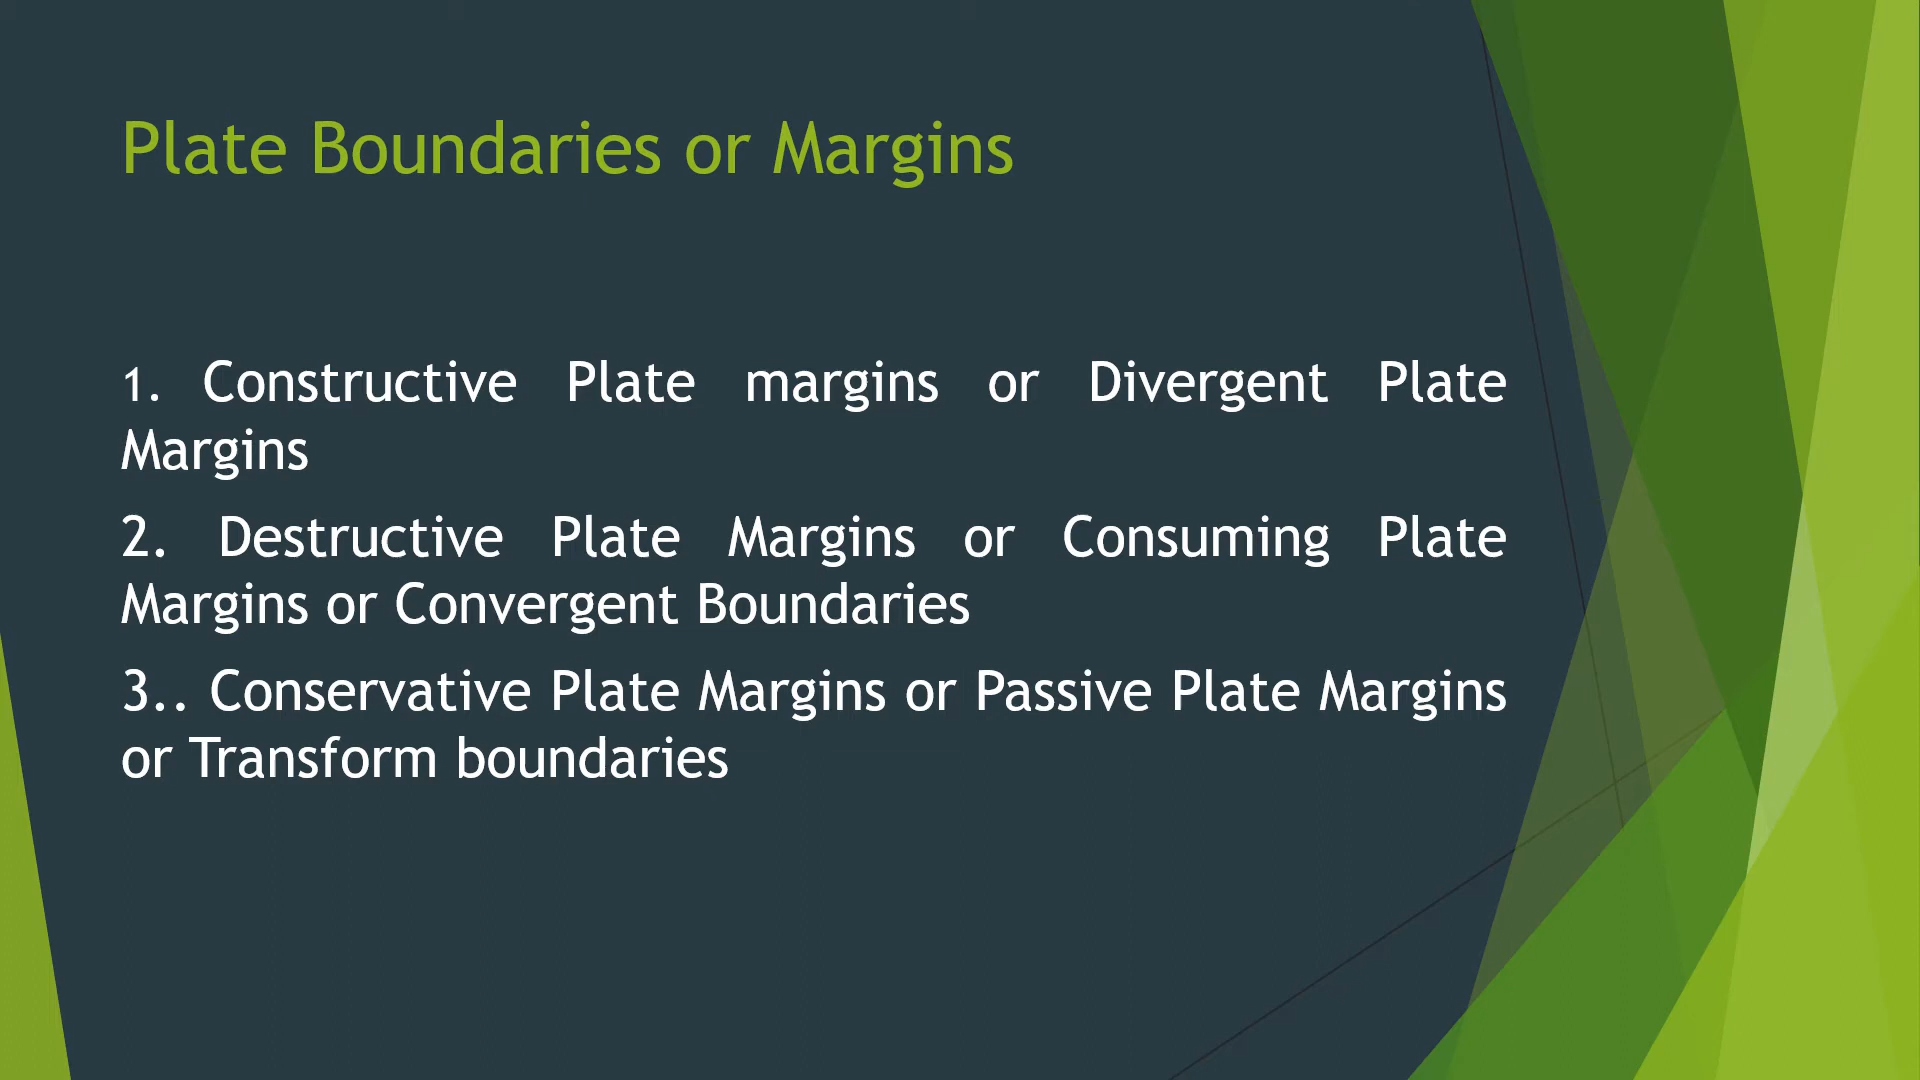 Plate Boundaries or Margins
1. Constructive Plate margins or Divergent Plate
Margins
2. Destructive Plate Margins or Consuming Plate
Margins or Convergent Boundaries
3.. Conservative Plate Margins or Passive Plate Margins
or Transform boundaries